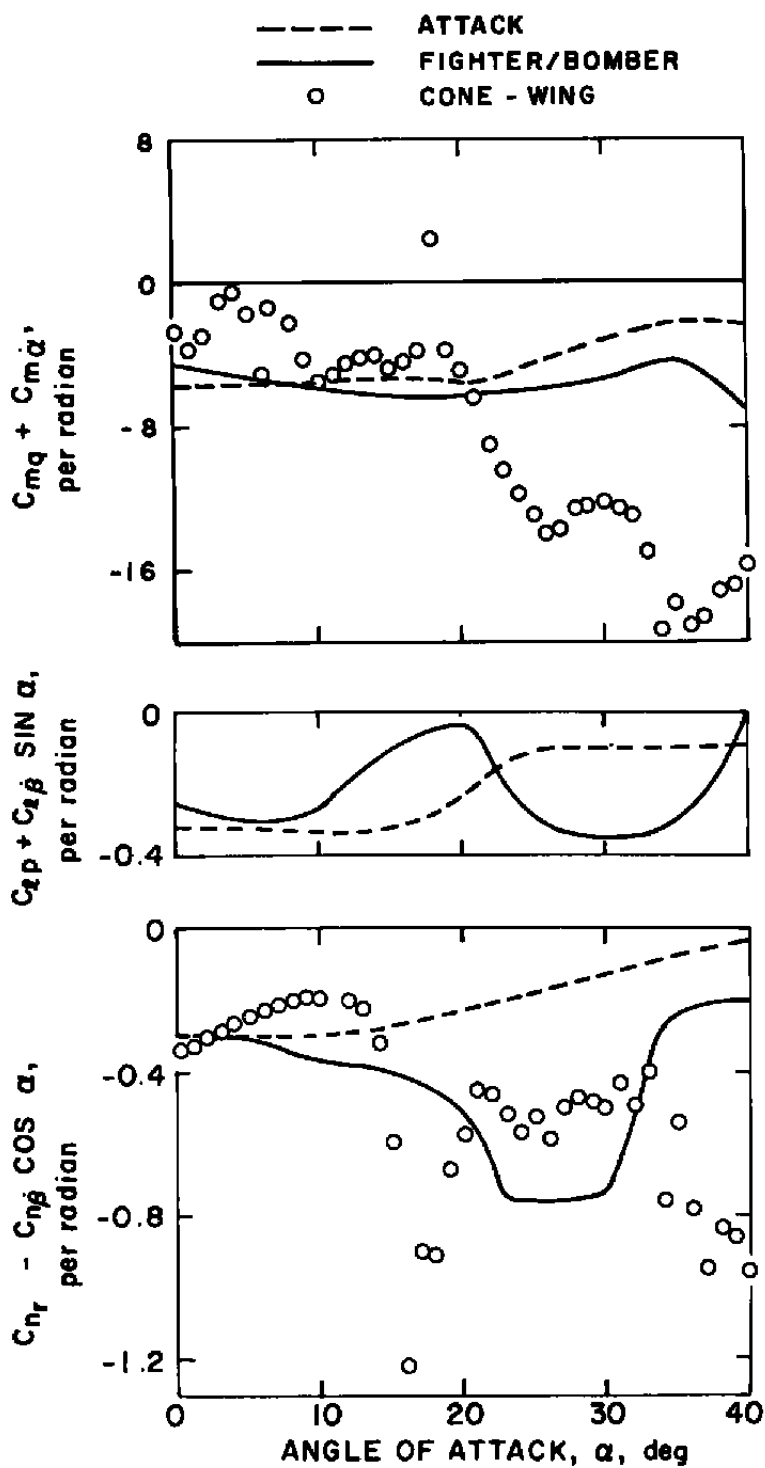 ATTACK
FIGHTER/BOMBER
CONE - WING
8
0
-8
-16
Cmq + Cmα̇,
per radian
0
-0.4
Cℓp + Cℓβ̇ SIN α,
per radian
0
-0.4
-0.8
-1.2
Cnr - Cnβ̇ COS α,
per radian
0 10 20 30 40
ANGLE OF ATTACK, α, deg